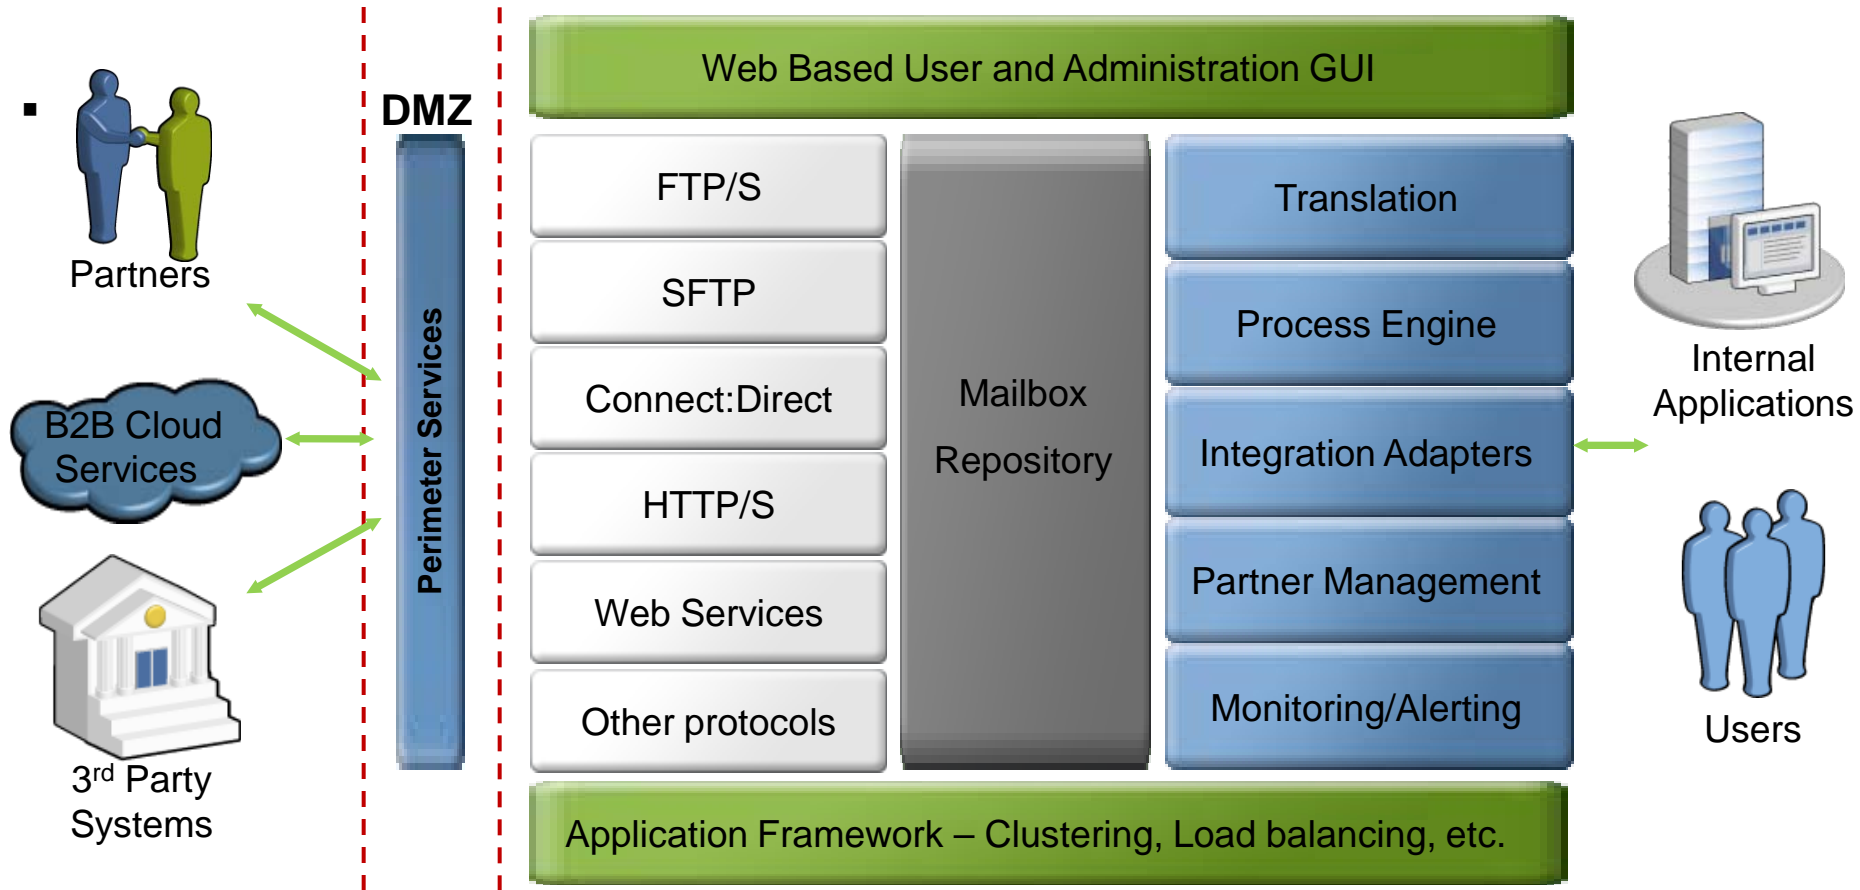 Web Based User and Administration GUI
DMZ
Partners
B2B Cloud
Services
3rd Party
Systems
Perimeter Services
FTP/S
SFTP
Connect:Direct
HTTP/S
Web Services
Other protocols
Mailbox
Repository
Translation
Process Engine
Integration Adapters
Partner Management
Monitoring/Alerting
Internal
Applications
Users
Application Framework – Clustering, Load balancing, etc.